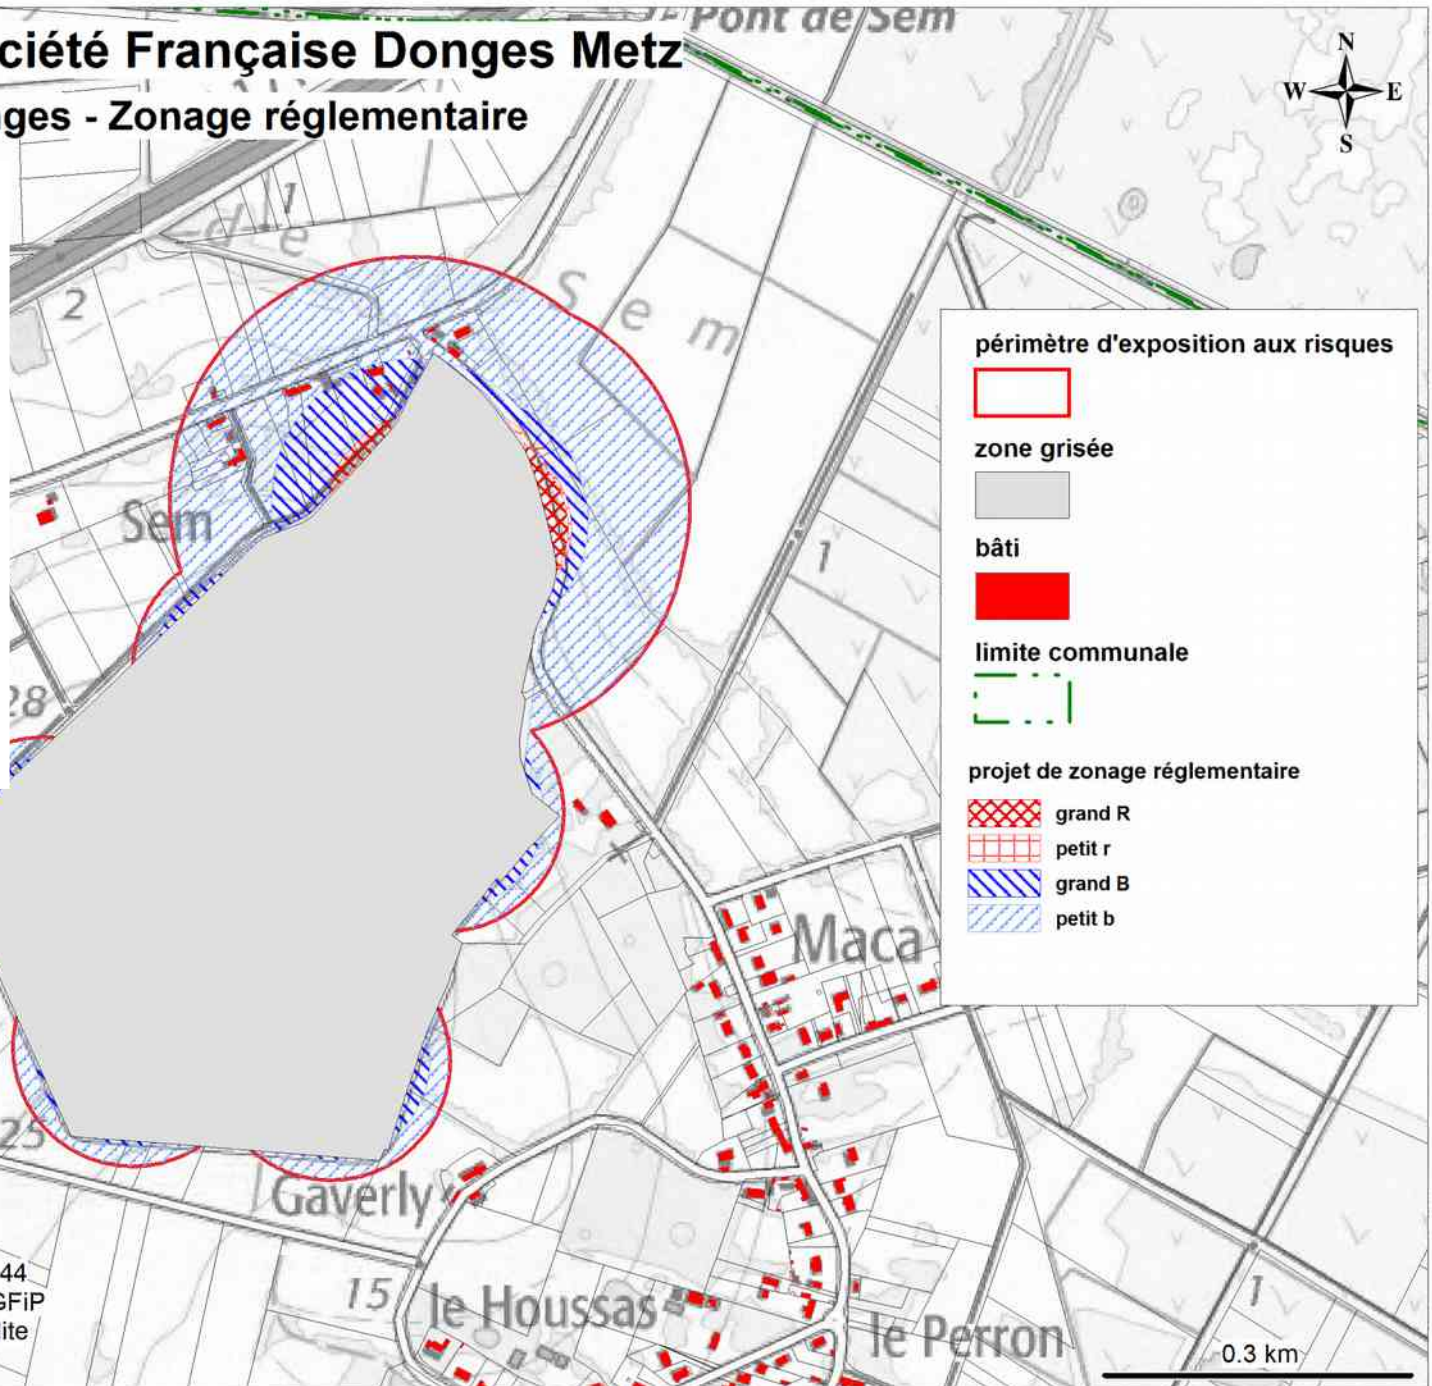 Pont de Sem
ciété Française Donges Metz
ges - Zonage réglementaire
N
W E
S
1
de
2
Sem
périmètre d'exposition aux risques
zone grisée
bâti
limite communale
projet de zonage réglementaire
grand R
petit r
grand B
petit b
Sem
1
28
Maca
25
Gaverly
44
GFiP
lite
15
le Houssas
le Perron
1
0.3 km